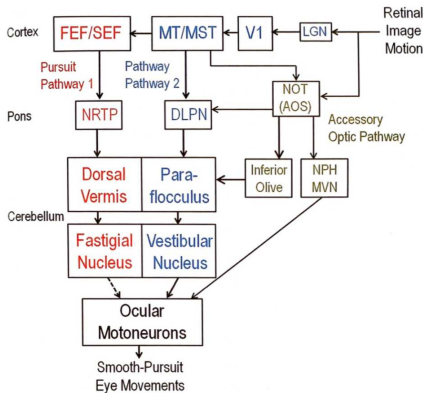 Cortex
FEF/SEF
MT/MST
V1
LGN
Retinal
Image
Motion
Pursuit
Pathway 1
Pathway
Pathway 2
NOT
(AOS)
Accessory
Optic Pathway
Pons
NRTP
DLPN
Dorsal
Vermis
Para-
flocculus
Inferior
Olive
NPH
MVN
Cerebellum
Fastigial
Nucleus
Vestibular
Nucleus
Ocular
Motoneurons
Smooth-Pursuit
Eye Movements